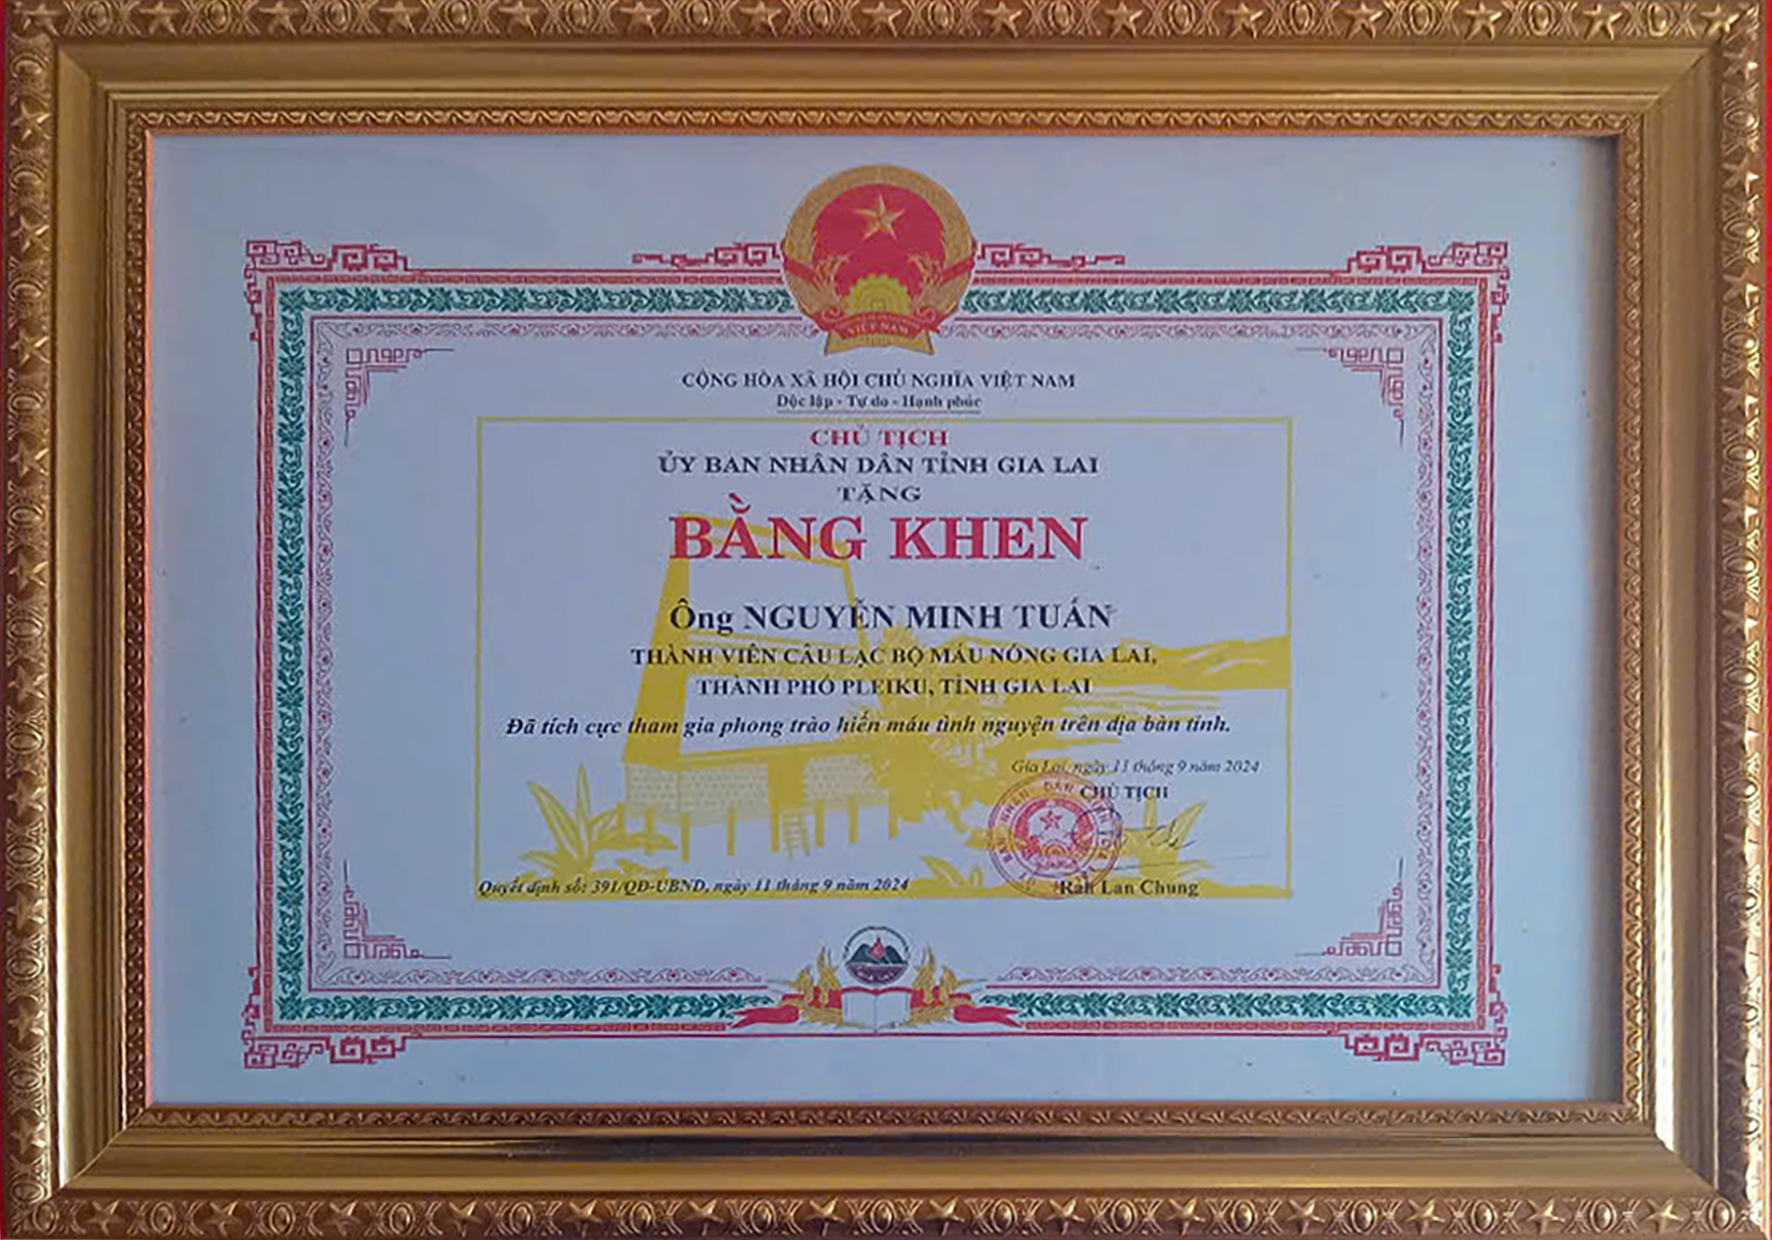 VIỆT NAM
CỘNG HÒA XÃ HỘI CHỦ NGHĨA VIỆT NAM
Độc lập - Tự do - Hạnh phúc
CHỦ TỊCH
ỦY BAN NHÂN DÂN TỈNH GIA LAI
TẶNG
BẰNG KHEN
Ông NGUYỄN MINH TUẤN
THÀNH VIÊN CÂU LẠC BỘ MÁU NÓNG GIA LAI,
THÀNH PHỐ PLEIKU, TỈNH GIA LAI
Đã tích cực tham gia phong trào hiến máu tình nguyện trên địa bàn tỉnh.
Gia Lai, ngày 11 tháng 9 năm 2024
CHỦ TỊCH
Quyết định số: 391/QĐ-UBND, ngày 11 tháng 9 năm 2024
Rah Lan Chung